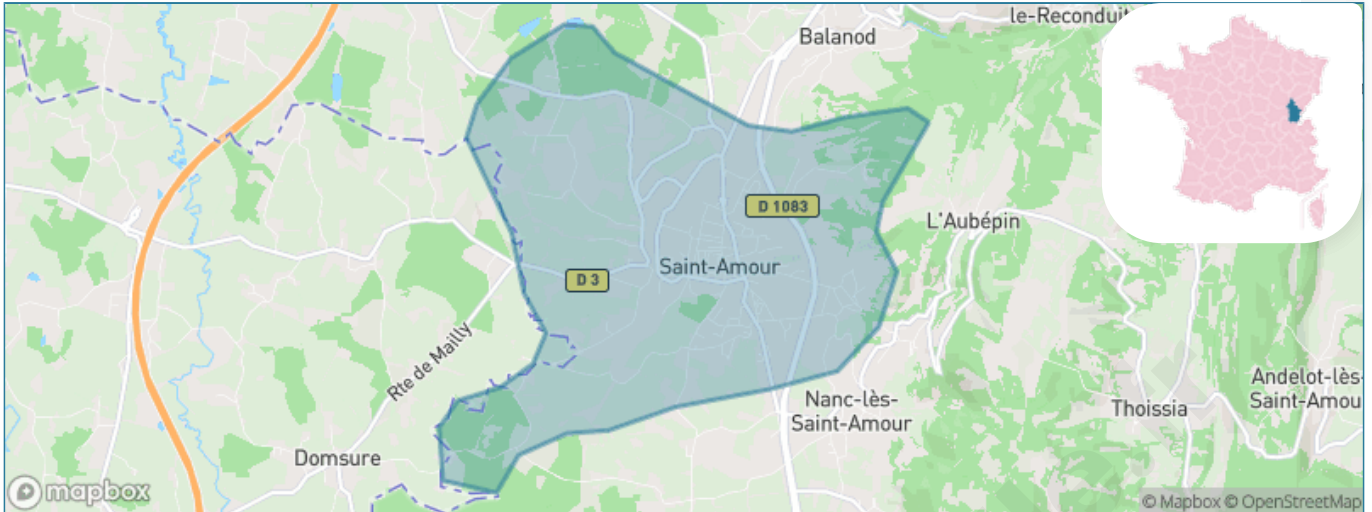 le-Reconduit
Balanod
D 1083
L'Aubépin
Saint-Amour
D 3
Rte de Mailly
Andelot-lès-
Saint-Amou
Nanc-lès-
Saint-Amour
Thoissia
Domsure
mapbox
© Mapbox © OpenStreetMap